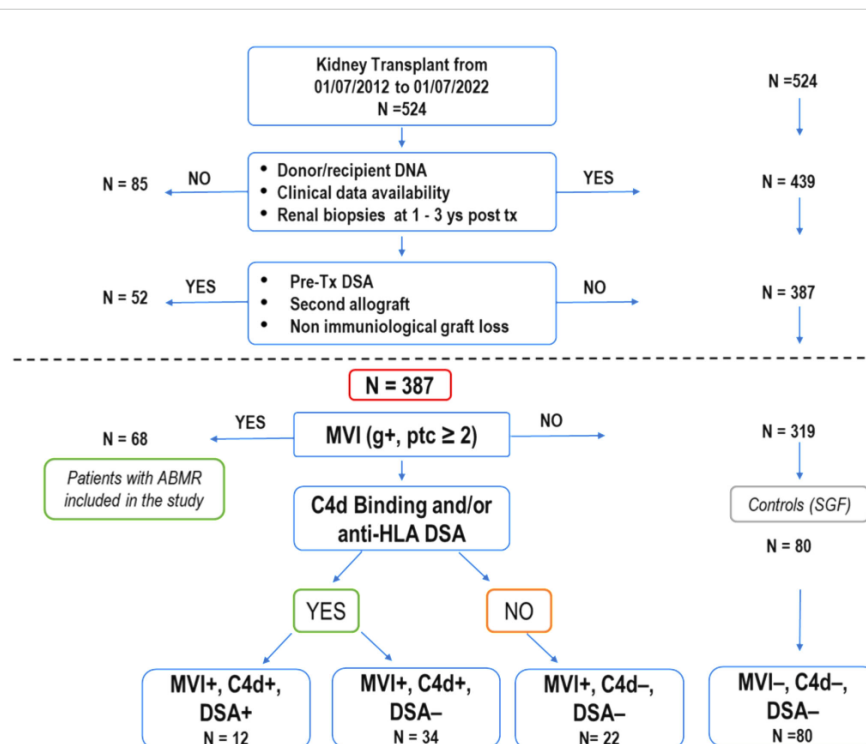 Kidney Transplant from
01/07/2012 to 01/07/2022
N =524
N =524
• Donor/recipient DNA
• Clinical data availability
• Renal biopsies at 1 - 3 ys post tx
NO
N = 85
YES
N = 439
• Pre-Tx DSA
• Second allograft
• Non immuniological graft loss
YES
N = 52
NO
N = 387
N = 387
MVI (g+, ptc ≥ 2)
YES
N = 68
NO
N = 319
Patients with ABMR
included in the study
Controls (SGF)
N = 80
C4d Binding and/or
anti-HLA DSA
YES
NO
MVI+, C4d+,
DSA+
N = 12
MVI+, C4d+,
DSA–
N = 34
MVI+, C4d–,
DSA–
N= 22
MVI–, C4d–,
DSA–
N =80